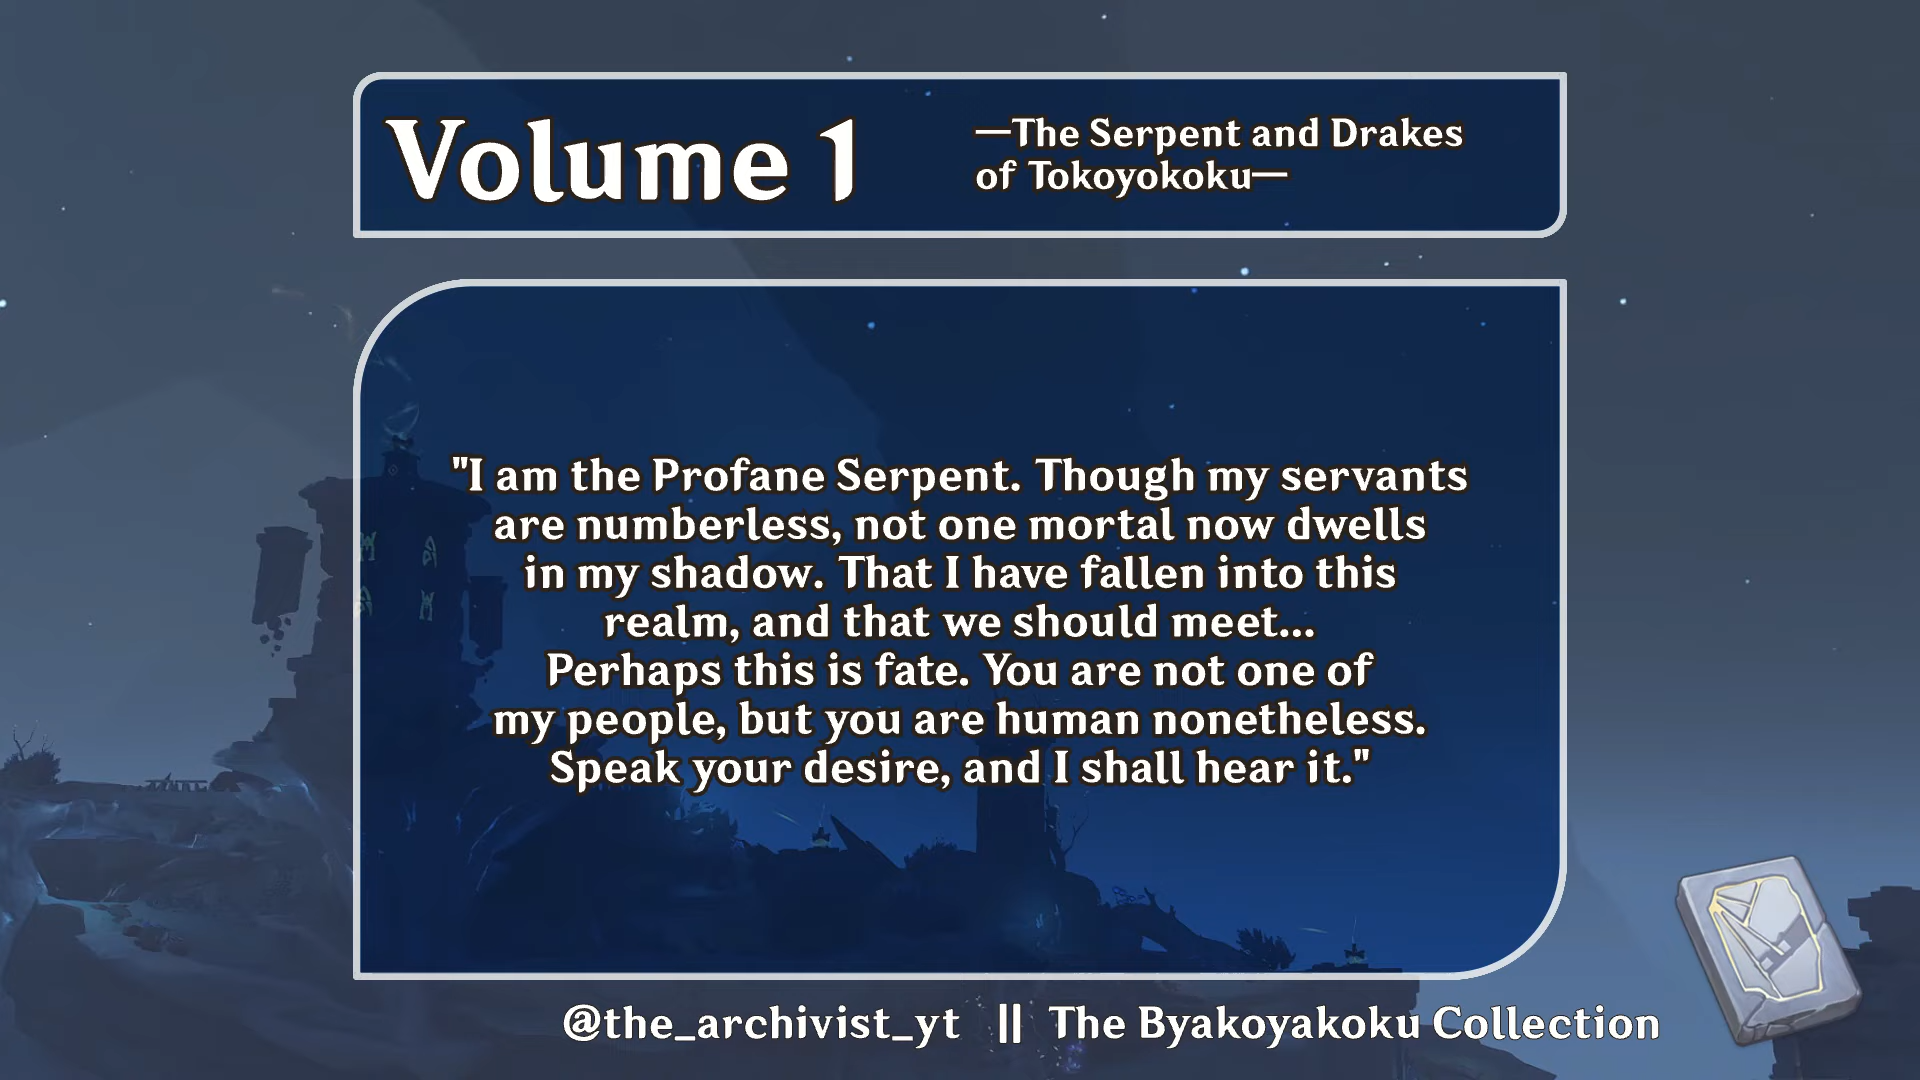 Volume 1
—The Serpent and Drakes
of Tokoyokoku—
"I am the Profane Serpent. Though my servants
are numberless, not one mortal now dwells
in my shadow. That I have fallen into this
realm, and that we should meet...
Perhaps this is fate. You are not one of
my people, but you are human nonetheless.
Speak your desire, and I shall hear it."
@the_archivist_yt || The Byakoyakoku Collection